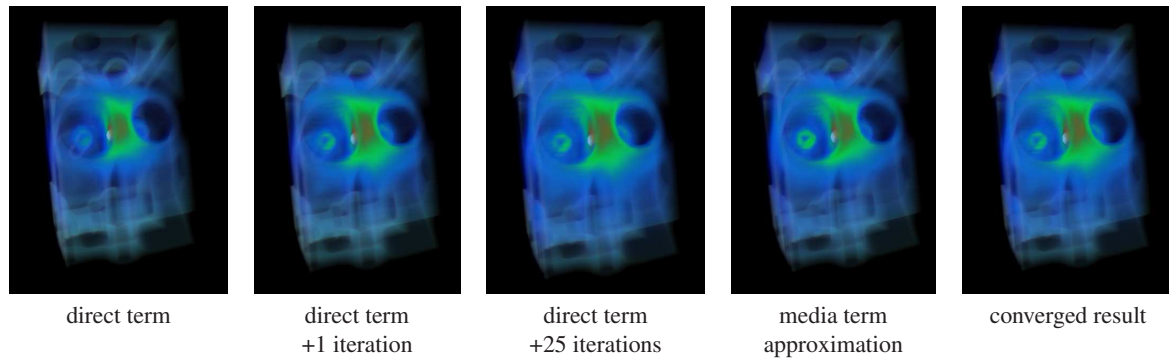 direct term
direct term
+1 iteration
direct term
+25 iterations
media term
approximation
converged result